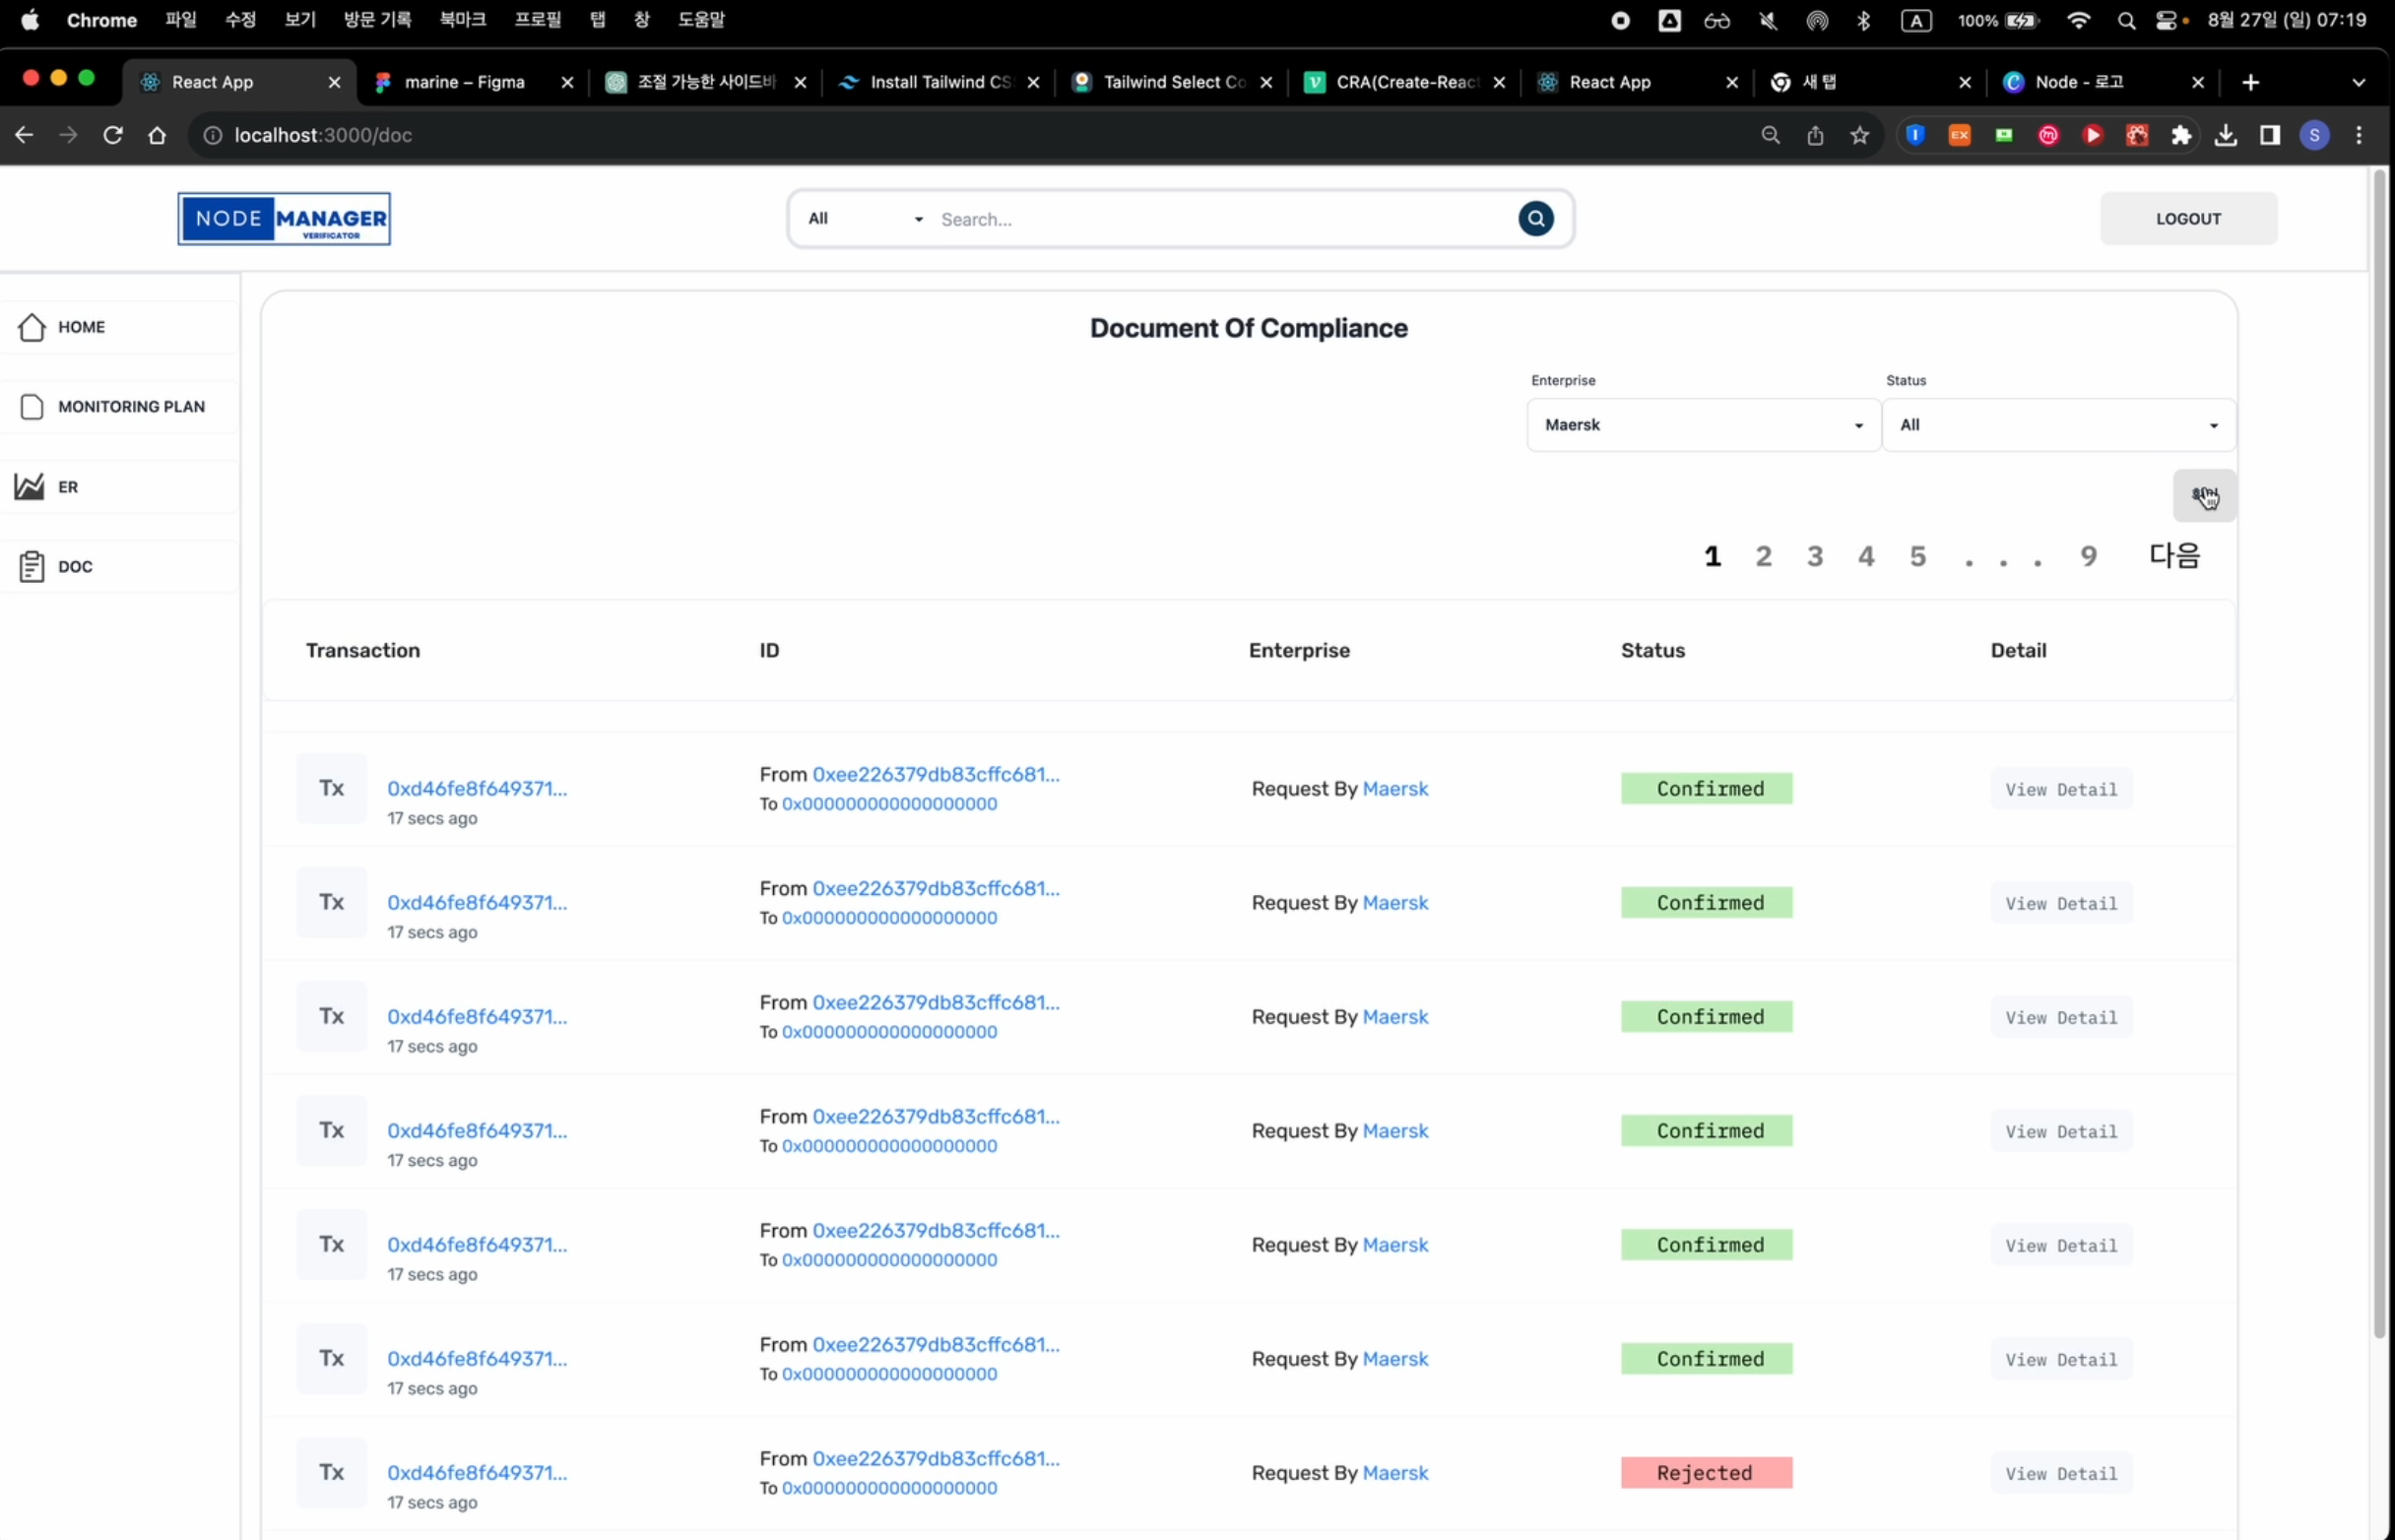 Chrome 파일 수정 보기 방문 기록 북마크 프로필 탭 창 도움말 A 100% 8월 27일 (일) 07:19
React App marine – Figma 조절 가능한 사이드바 Install Tailwind CS Tailwind Select Co CRA(Create-Reac React App 새 탭 Node - 로고
localhost:3000/doc EX S
NODE MANAGER
VERIFICATOR
All Search... LOGOUT
HOME
MONITORING PLAN
ER
DOC
Document Of Compliance
Enterprise Status
Maersk All
1 2 3 4 5 . . . 9 다음
Transaction ID Enterprise Status Detail
Tx 0xd46fe8f649371... From 0xee226379db83cffc681... Request By Maersk Confirmed View Detail
17 secs ago To 0x000000000000000000
Tx 0xd46fe8f649371... From 0xee226379db83cffc681... Request By Maersk Confirmed View Detail
17 secs ago To 0x000000000000000000
Tx 0xd46fe8f649371... From 0xee226379db83cffc681... Request By Maersk Confirmed View Detail
17 secs ago To 0x000000000000000000
Tx 0xd46fe8f649371... From 0xee226379db83cffc681... Request By Maersk Confirmed View Detail
17 secs ago To 0x000000000000000000
Tx 0xd46fe8f649371... From 0xee226379db83cffc681... Request By Maersk Confirmed View Detail
17 secs ago To 0x000000000000000000
Tx 0xd46fe8f649371... From 0xee226379db83cffc681... Request By Maersk Confirmed View Detail
17 secs ago To 0x000000000000000000
Tx 0xd46fe8f649371... From 0xee226379db83cffc681... Request By Maersk Rejected View Detail
17 secs ago To 0x000000000000000000